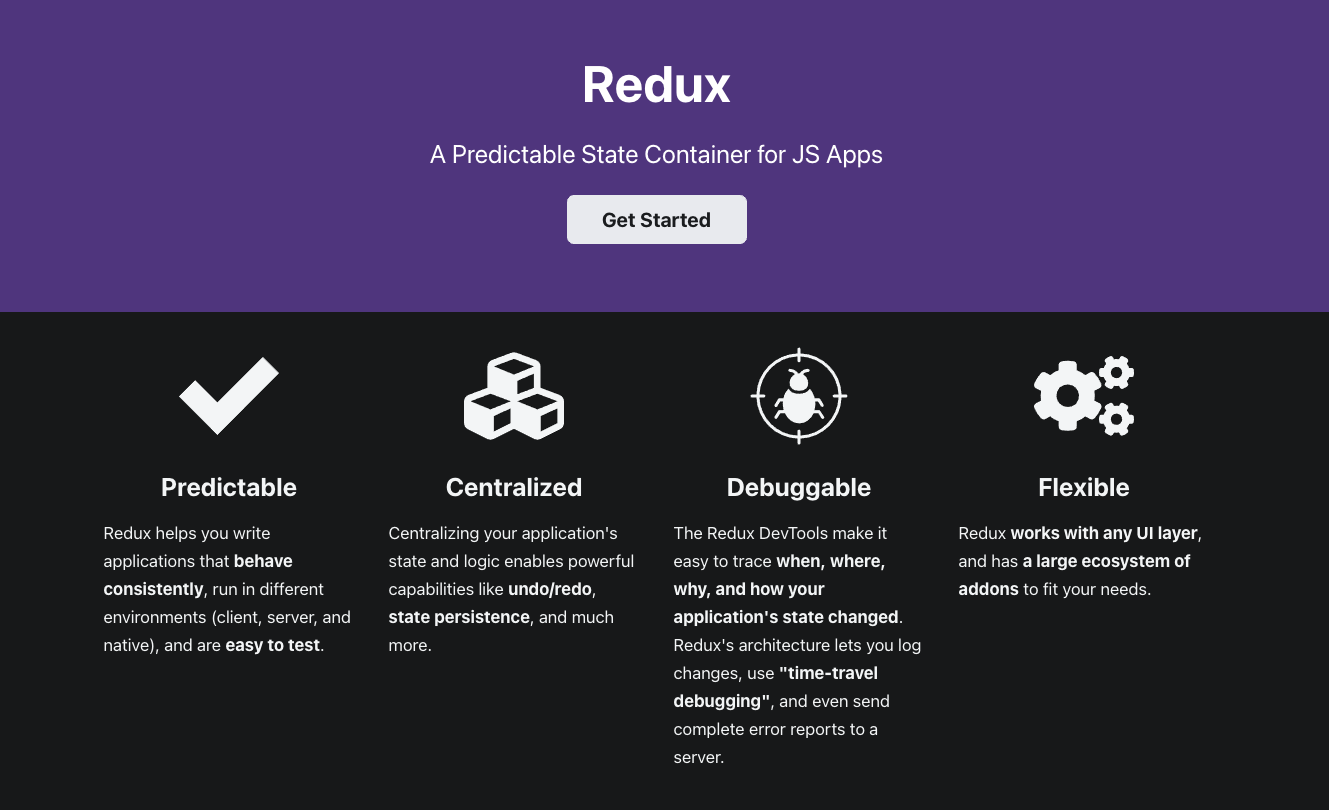 Redux
A Predictable State Container for JS Apps
Get Started
Predictable
Redux helps you write
applications that behave
consistently, run in different
environments (client, server, and
native), and are easy to test.
Centralized
Centralizing your application's
state and logic enables powerful
capabilities like undo/redo,
state persistence, and much
more.
Debuggable
The Redux DevTools make it
easy to trace when, where,
why, and how your
application's state changed.
Redux's architecture lets you log
changes, use "time-travel
debugging", and even send
complete error reports to a
server.
Flexible
Redux works with any UI layer,
and has a large ecosystem of
addons to fit your needs.